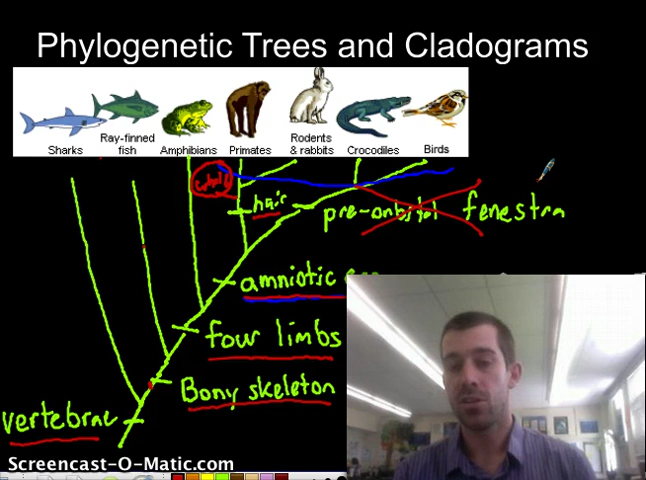 Phylogenetic Trees and Cladograms
Sharks
Ray-finned
fish
Amphibians
Primates
Rodents
& rabbits
Crocodiles
Birds
hair
pre-orbital fenestra
amniotic
four limbs
Bony skeleton
vertebrae
Screencast-O-Matic.com